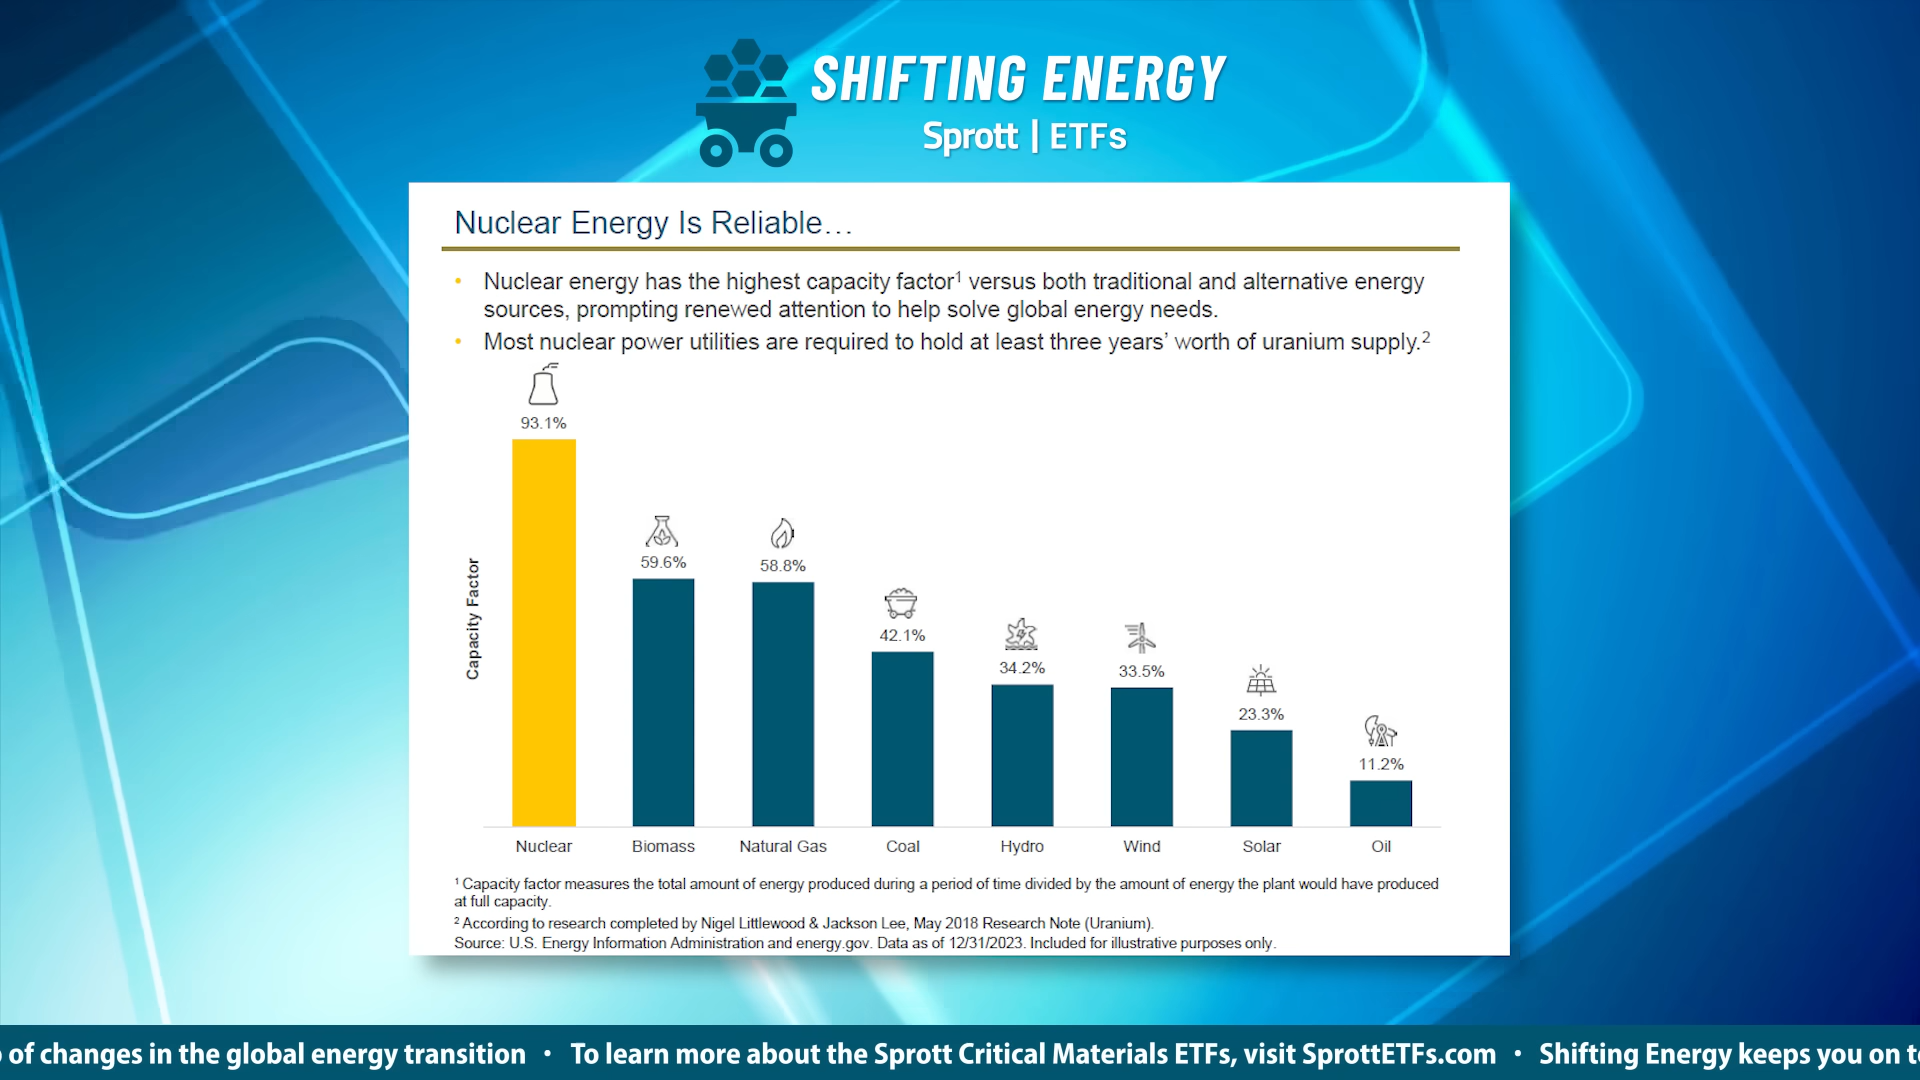 SHIFTING ENERGY
Sprott | ETFs
Nuclear Energy Is Reliable…
• Nuclear energy has the highest capacity factor¹ versus both traditional and alternative energy
sources, prompting renewed attention to help solve global energy needs.
• Most nuclear power utilities are required to hold at least three years' worth of uranium supply.²
93.1%
59.6%
58.8%
42.1%
34.2%
33.5%
23.3%
11.2%
Capacity Factor
Nuclear
Biomass
Natural Gas
Coal
Hydro
Wind
Solar
Oil
¹ Capacity factor measures the total amount of energy produced during a period of time divided by the amount of energy the plant would have produced
at full capacity.
² According to research completed by Nigel Littlewood & Jackson Lee, May 2018 Research Note (Uranium).
Source: U.S. Energy Information Administration and energy.gov. Data as of 12/31/2023. Included for illustrative purposes only.
of changes in the global energy transition • To learn more about the Sprott Critical Materials ETFs, visit SprottETFs.com • Shifting Energy keeps you on